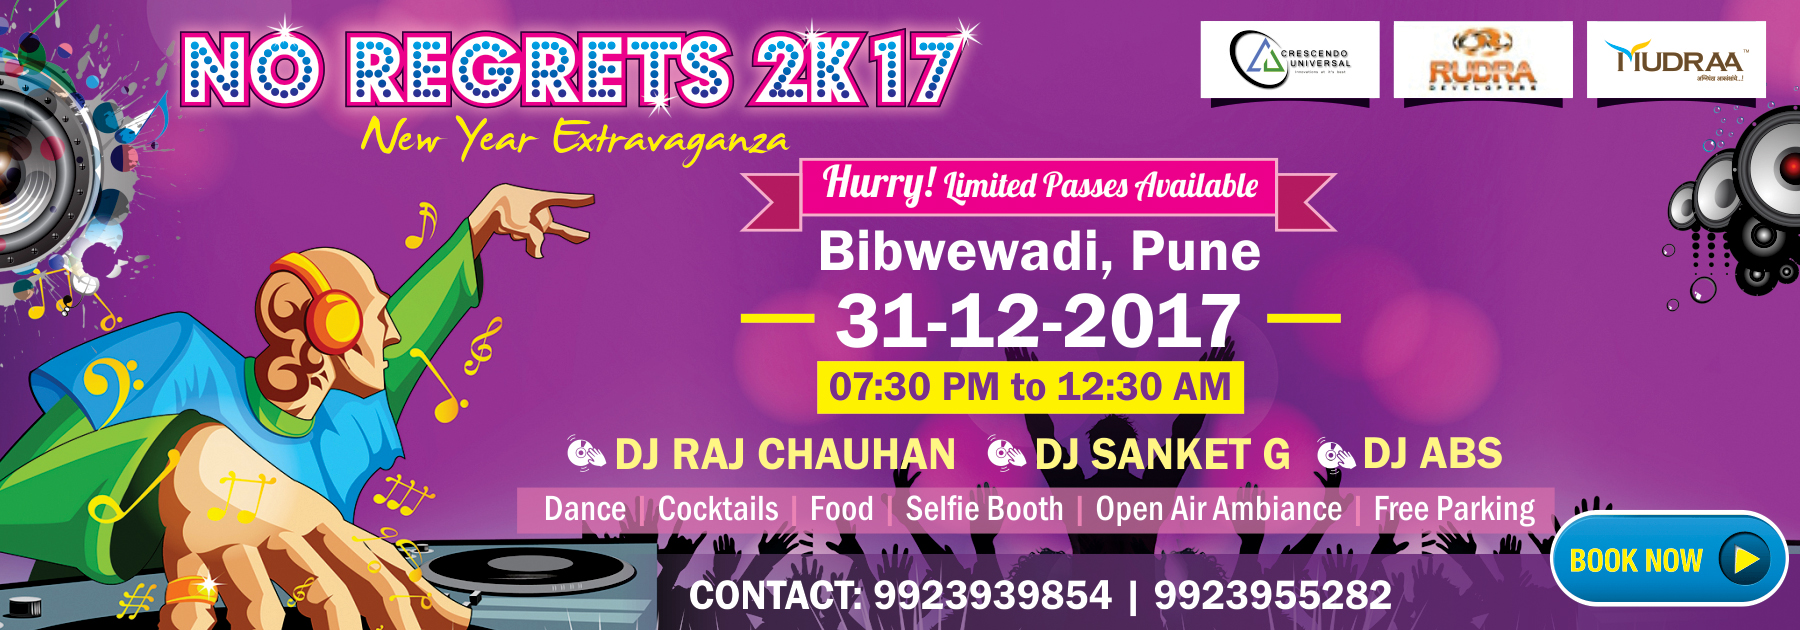 NO REGRETS 2K17
New Year Extravaganza
CRESCENDO
UNIVERSAL
RUDRA
DEVELOPERS
MUDRAA™
Hurry! Limited Passes Available
Bibwewadi, Pune
31-12-2017
07:30 PM to 12:30 AM
DJ RAJ CHAUHAN DJ SANKET G DJ ABS
Dance | Cocktails | Food | Selfie Booth | Open Air Ambiance | Free Parking
BOOK NOW
CONTACT: 9923939854 | 9923955282